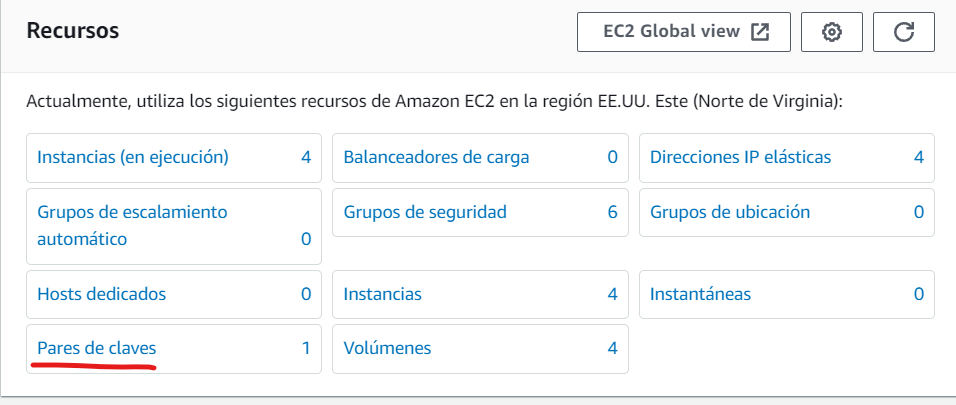 Recursos
EC2 Global view
Actualmente, utiliza los siguientes recursos de Amazon EC2 en la región EE.UU. Este (Norte de Virginia):
Instancias (en ejecución) 4
Balanceadores de carga 0
Direcciones IP elásticas 4
Grupos de escalamiento
automático 0
Grupos de seguridad 6
Grupos de ubicación 0
Hosts dedicados 0
Instancias 4
Instantáneas 0
Pares de claves 1
Volúmenes 4